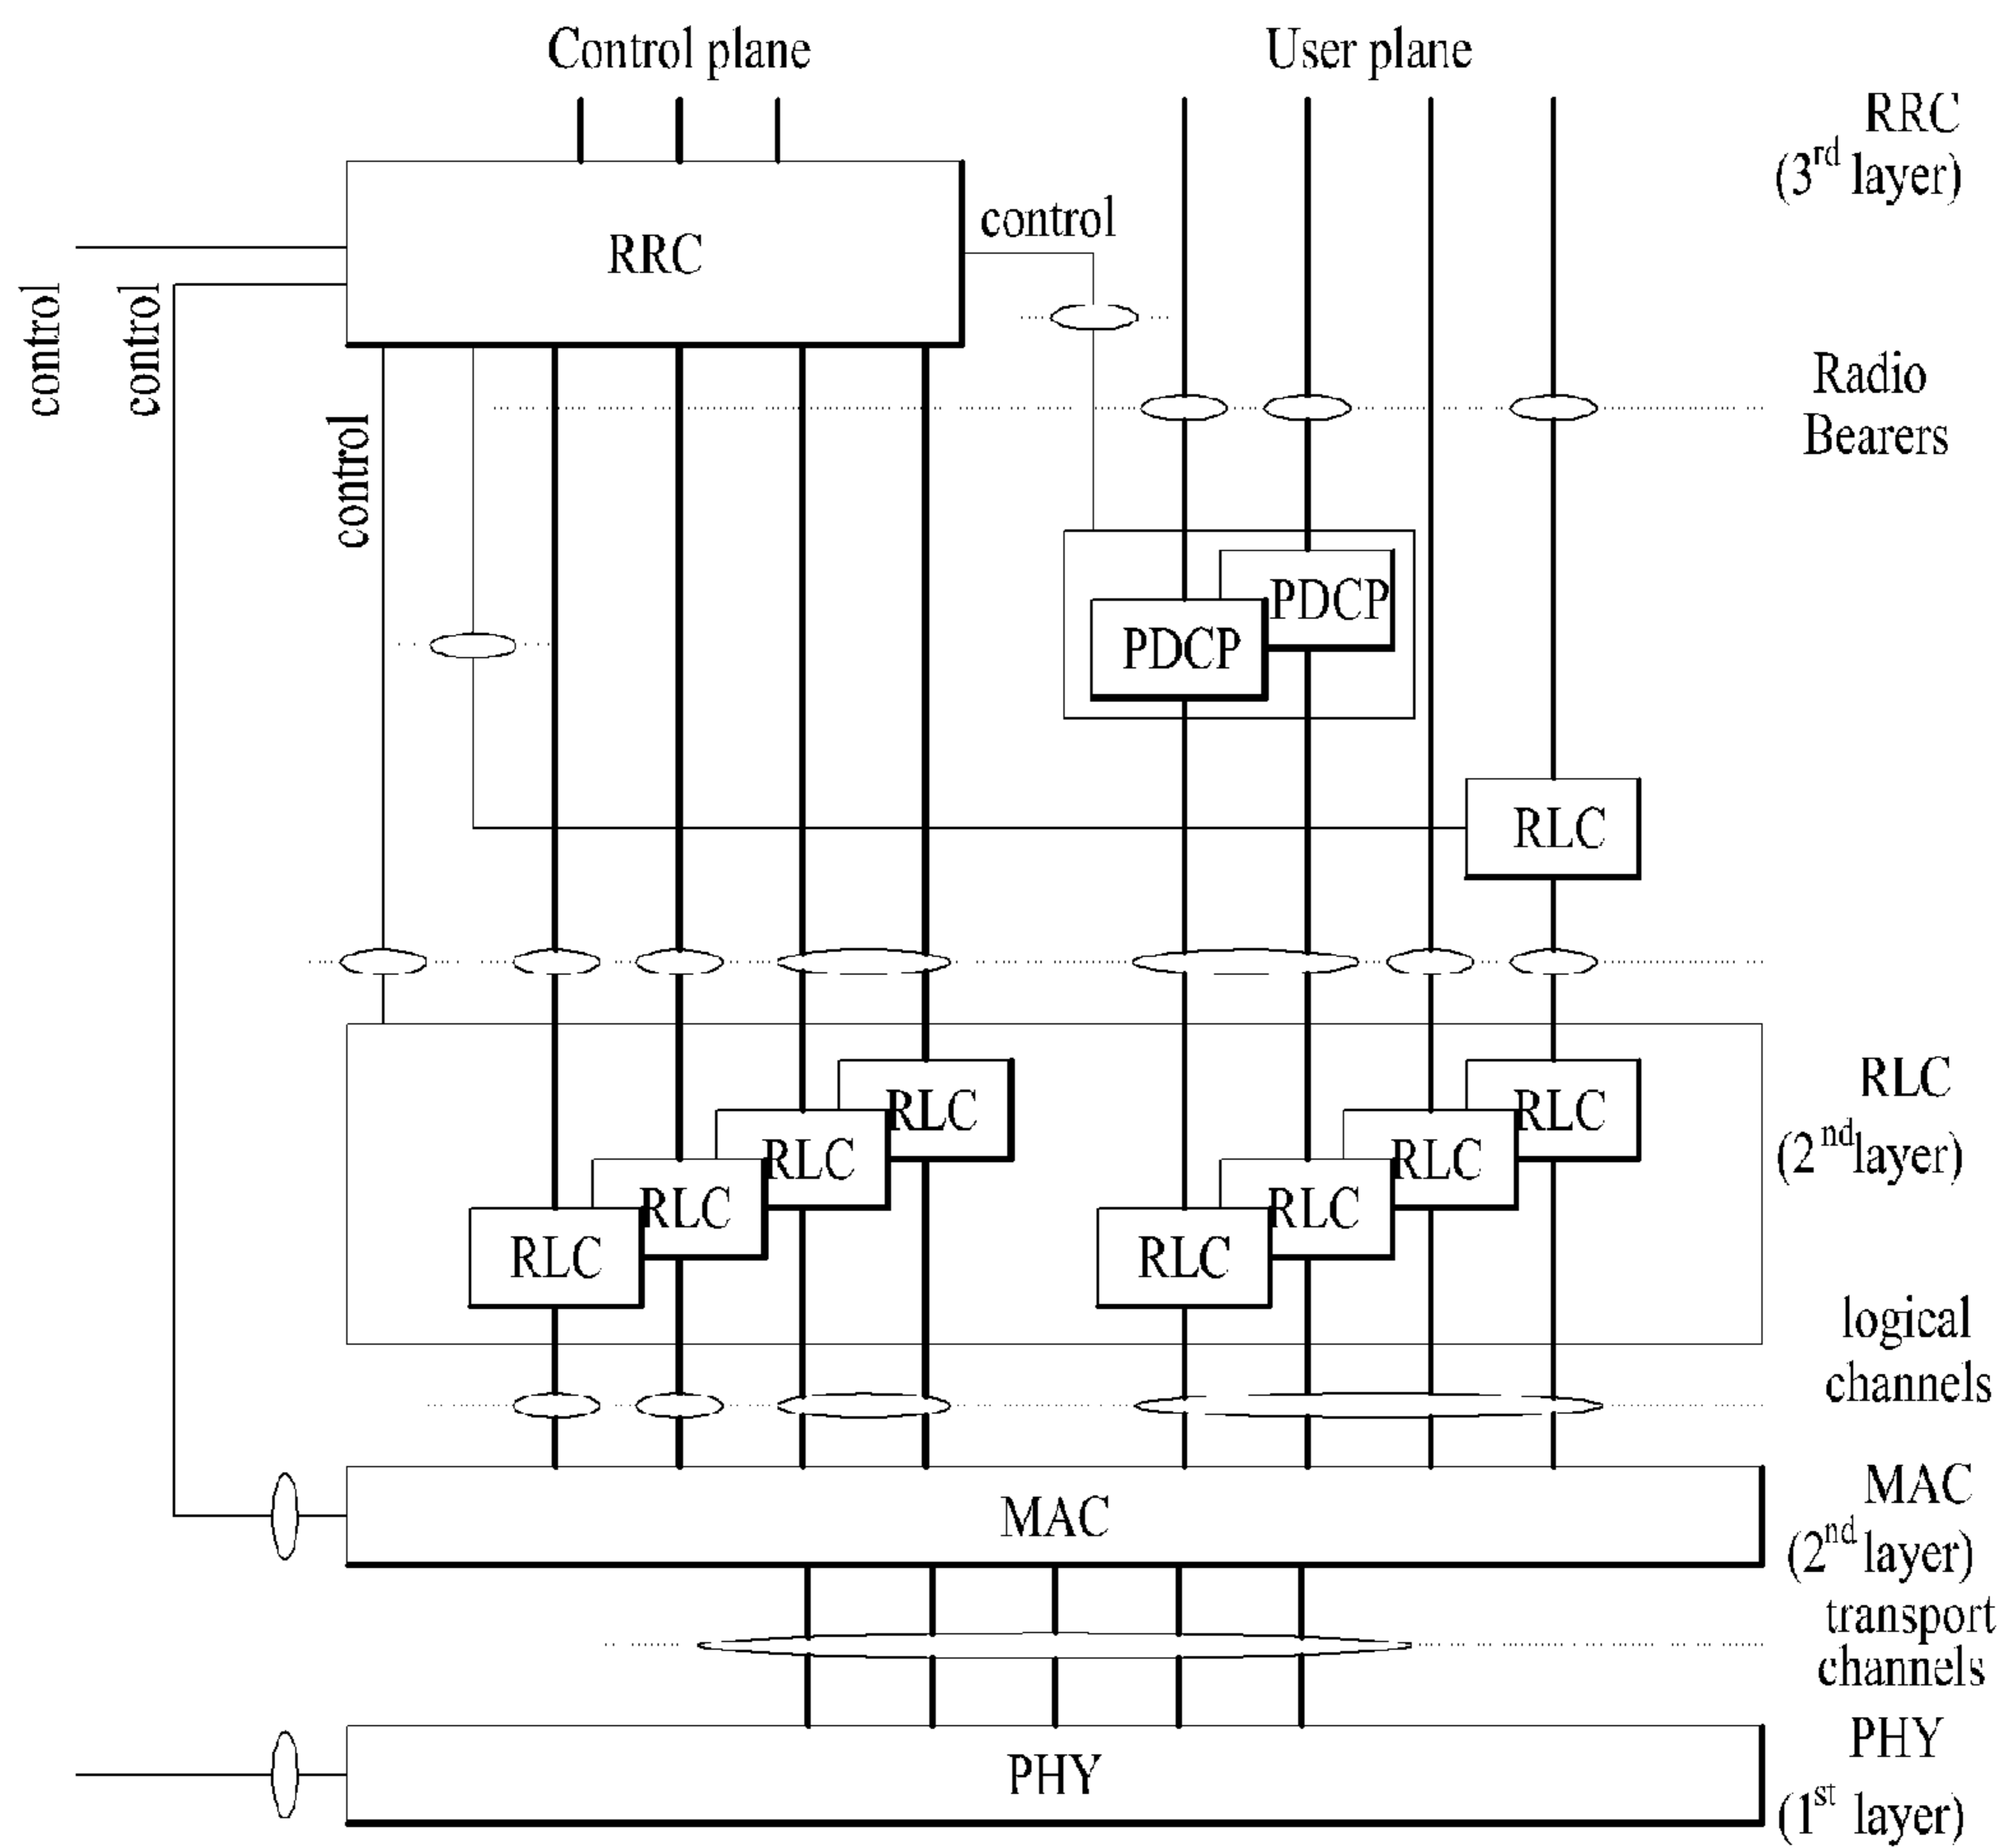 Control plane
User plane
RRC
(3rd layer)
control
RRC
control
control
control
Radio
Bearers
PDCP
PDCP
RLC
RLC
RLC
RLC
RLC
RLC
RLC
RLC
RLC
RLC
(2nd layer)
logical
channels
MAC
MAC
(2nd layer)
transport
channels
PHY
PHY
(1st layer)